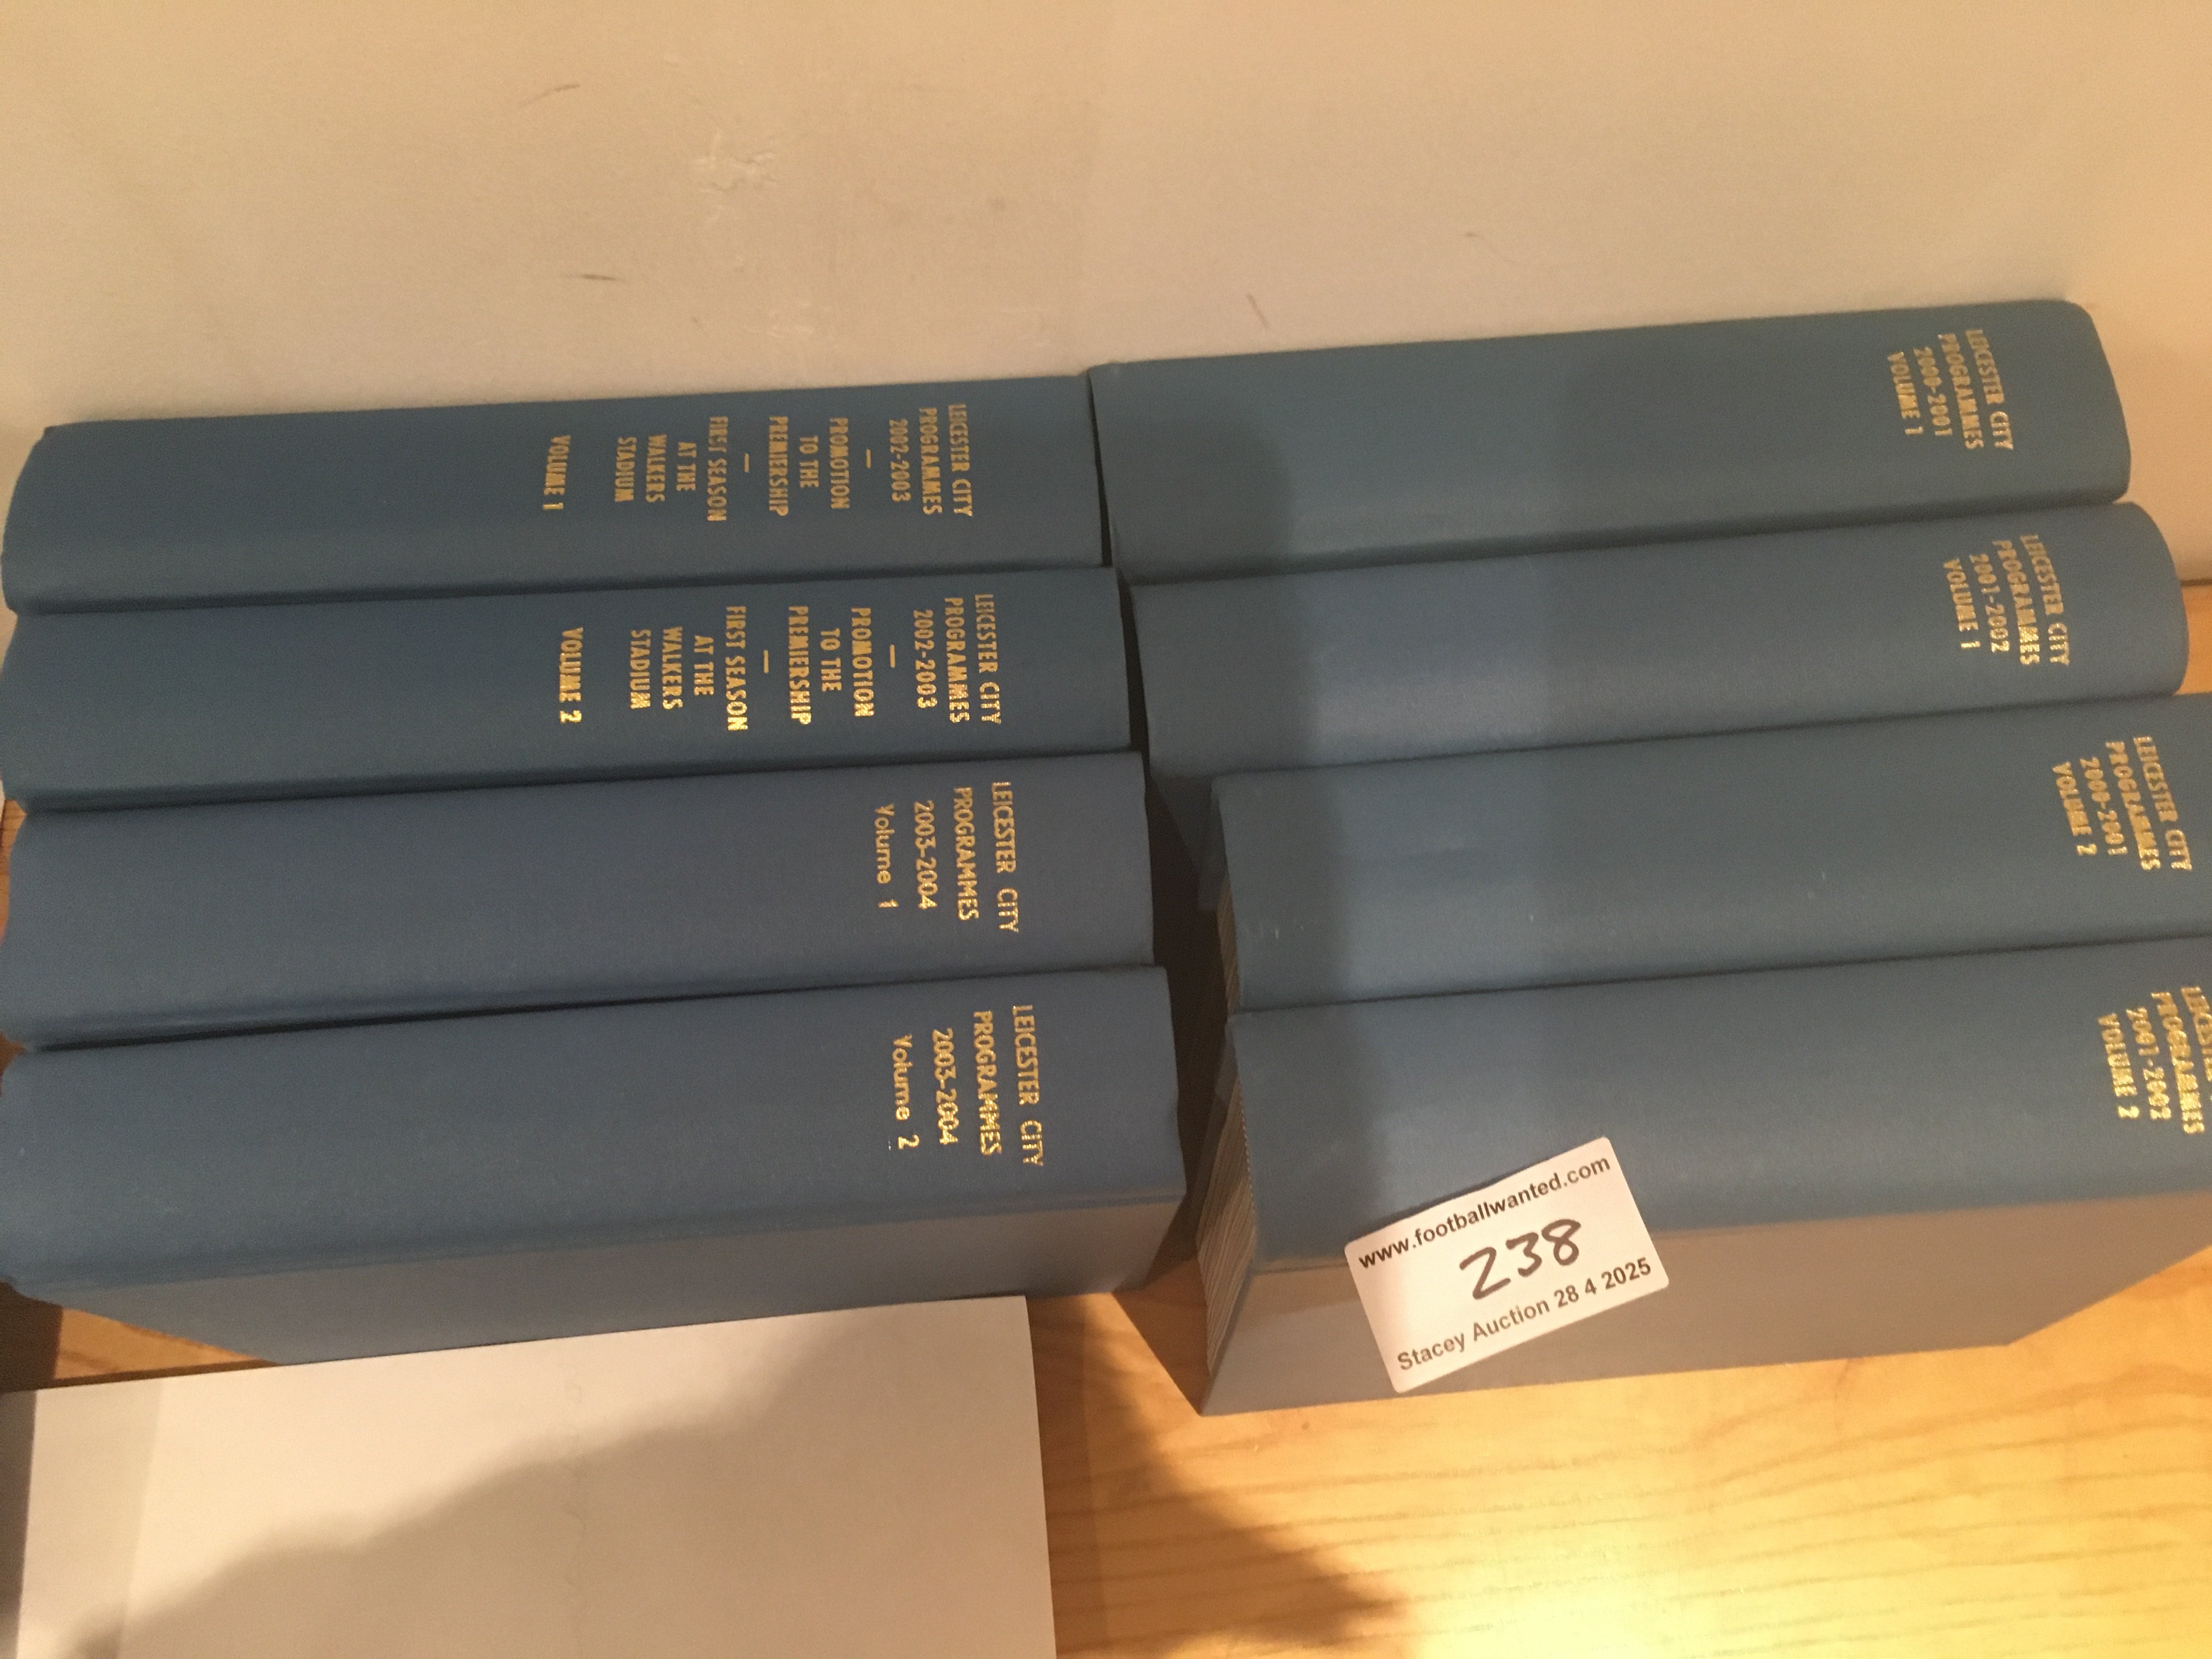 LEICESTER CITY
PROGRAMMES
2002-2003
—
PROMOTION
TO THE
PREMIERSHIP
—
FIRST SEASON
AT THE
WALKERS
STADIUM
VOLUME 1
LEICESTER CITY
PROGRAMMES
2002-2003
—
PROMOTION
TO THE
PREMIERSHIP
—
FIRST SEASON
AT THE
WALKERS
STADIUM
VOLUME 2
LEICESTER CITY
PROGRAMMES
2003-2004
Volume 1
LEICESTER CITY
PROGRAMMES
2003-2004
Volume 2
LEICESTER CITY
PROGRAMMES
2000-2001
VOLUME 1
LEICESTER CITY
PROGRAMMES
2001-2002
VOLUME 1
LEICESTER CITY
PROGRAMMES
2000-2001
VOLUME 2
LEICESTER
PROGRAMMES
2001-2002
VOLUME 2
www.footballwanted.com
238
Stacey Auction 28 4 2025